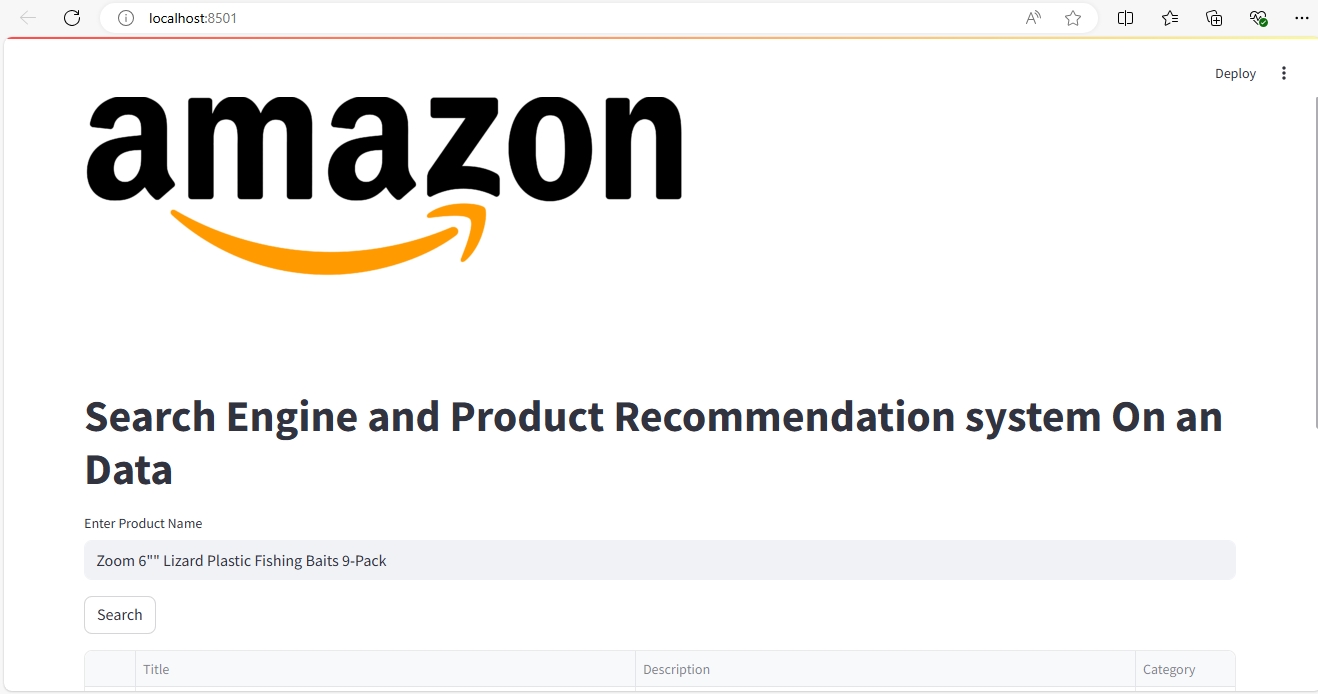 localhost:8501
Deploy
amazon
Search Engine and Product Recommendation system On an
Data
Enter Product Name
Zoom 6"" Lizard Plastic Fishing Baits 9-Pack
Search
Title Description Category